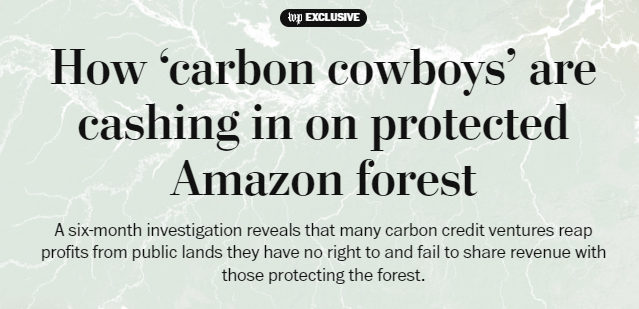 wp EXCLUSIVE
How ‘carbon cowboys’ are
cashing in on protected
Amazon forest
A six-month investigation reveals that many carbon credit ventures reap
profits from public lands they have no right to and fail to share revenue with
those protecting the forest.